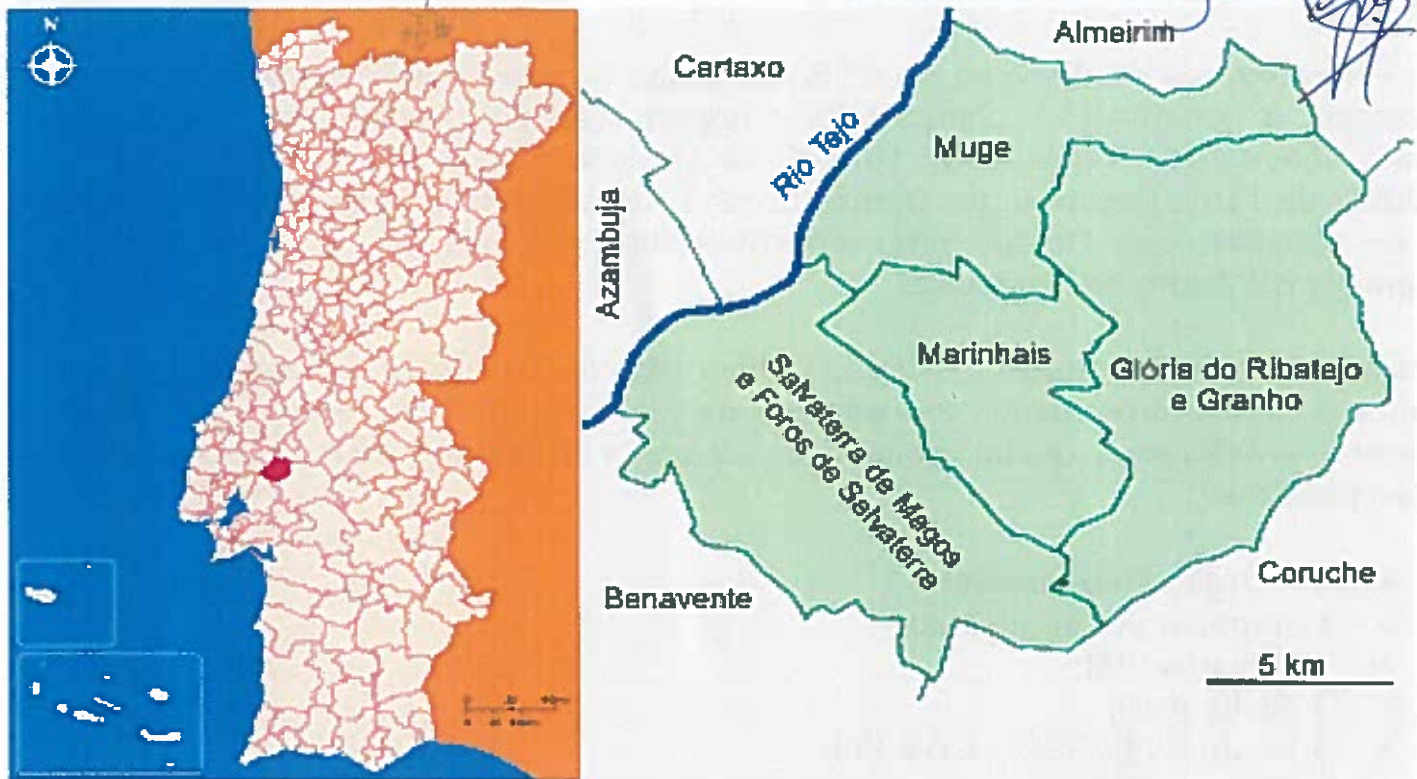 N
Cartaxo
Almeirim
Rio Tejo
Muge
Azambuja
Marinhais
Glória do Ribatejo
e Granho
Salvaterra de Magos
e Foros de Salvaterra
Benavente
Coruche
5 km